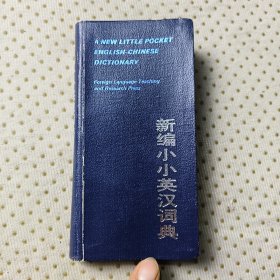 A NEW LITTLE POCKET
ENGLISH-CHINESE
DICTIONARY
Foreign Language Teaching
and Research Press
新编小小英汉词典